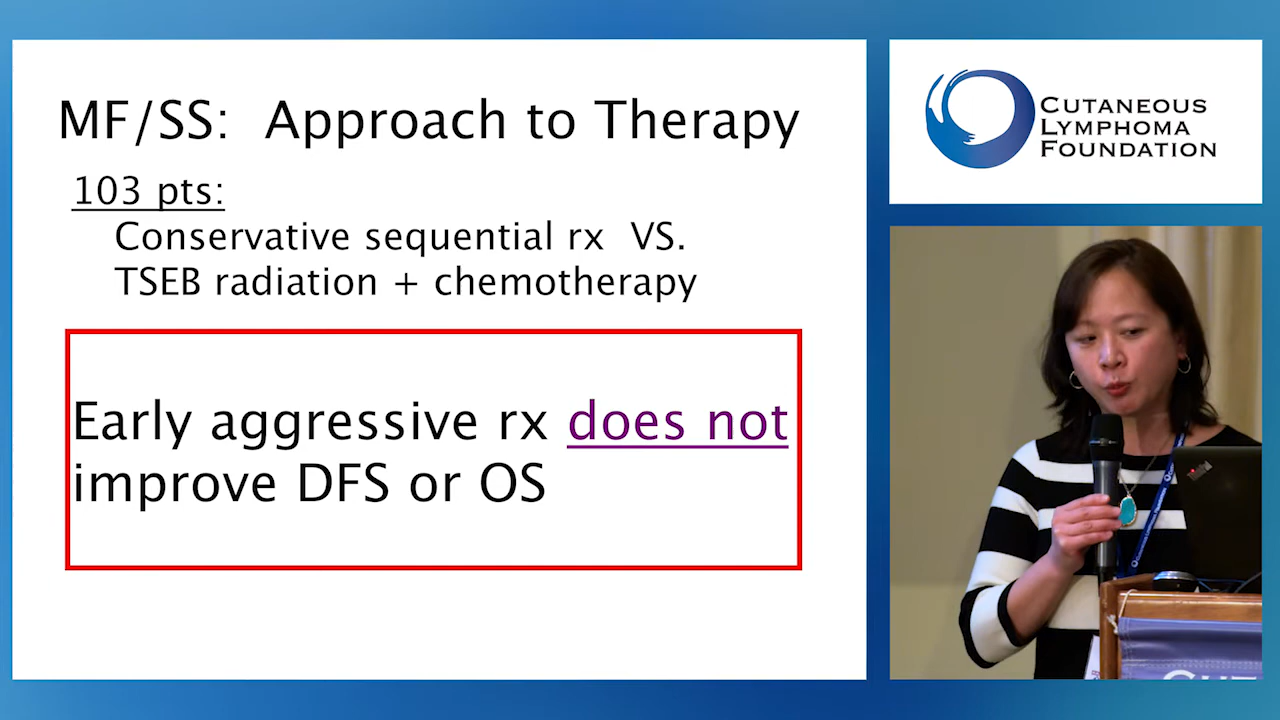 MF/SS: Approach to Therapy
103 pts:
Conservative sequential rx VS.
TSEB radiation + chemotherapy
Early aggressive rx does not
improve DFS or OS
CUTANEOUS
LYMPHOMA
FOUNDATION